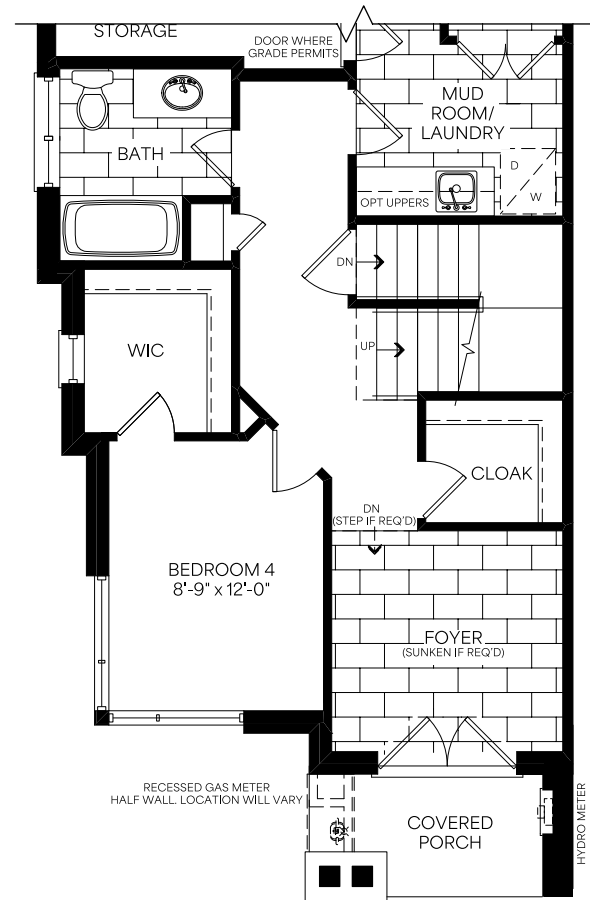 STORAGE
DOOR WHERE
GRADE PERMITS
MUD
ROOM/
LAUNDRY
BATH
D
W
OPT UPPERS
DN
WIC
UP
CLOAK
DN
(STEP IF REQ'D)
BEDROOM 4
8'-9" x 12'-0"
FOYER
(SUNKEN IF REQ'D)
RECESSED GAS METER
HALF WALL. LOCATION WILL VARY
COVERED
PORCH
HYDRO METER